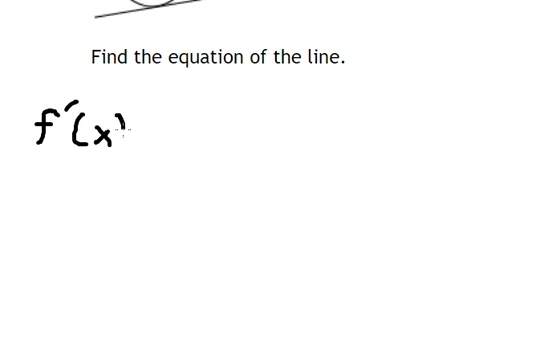 Find the equation of the line.
f'(x)